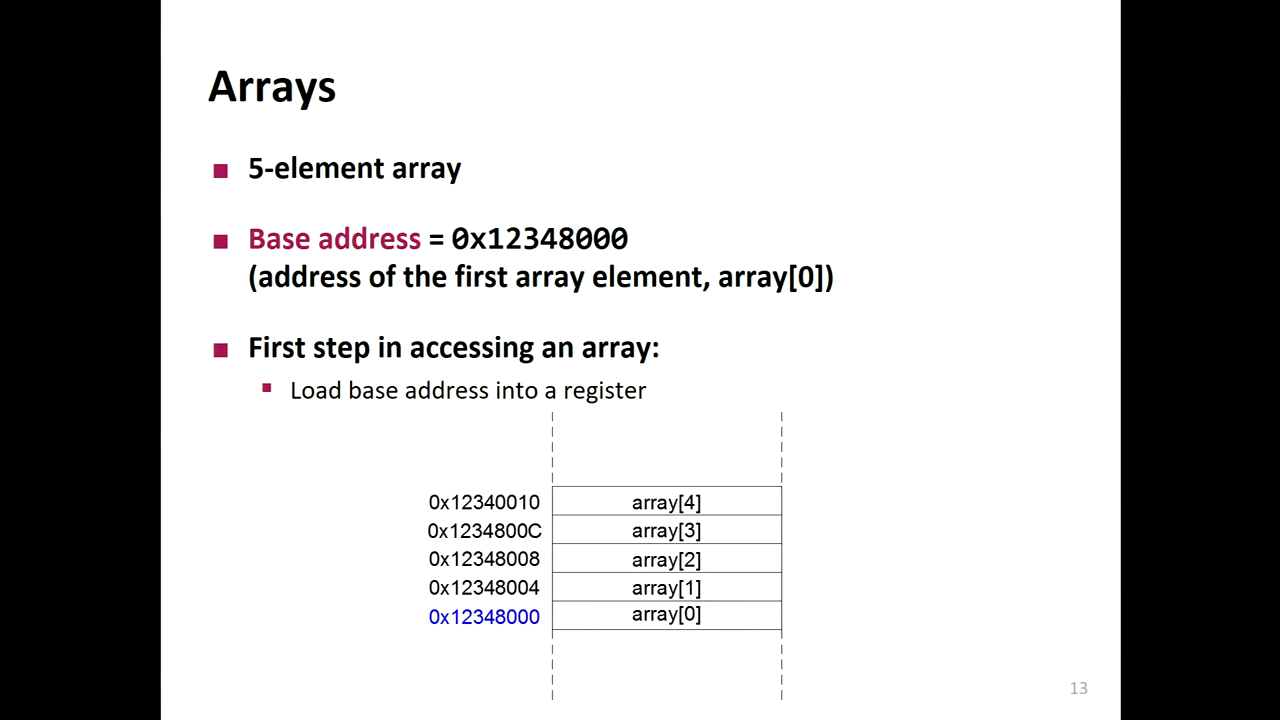 Arrays
5-element array
Base address = 0x12348000
(address of the first array element, array[0])
First step in accessing an array:
Load base address into a register
0x12340010 array[4]
0x1234800C array[3]
0x12348008 array[2]
0x12348004 array[1]
0x12348000 array[0]
13